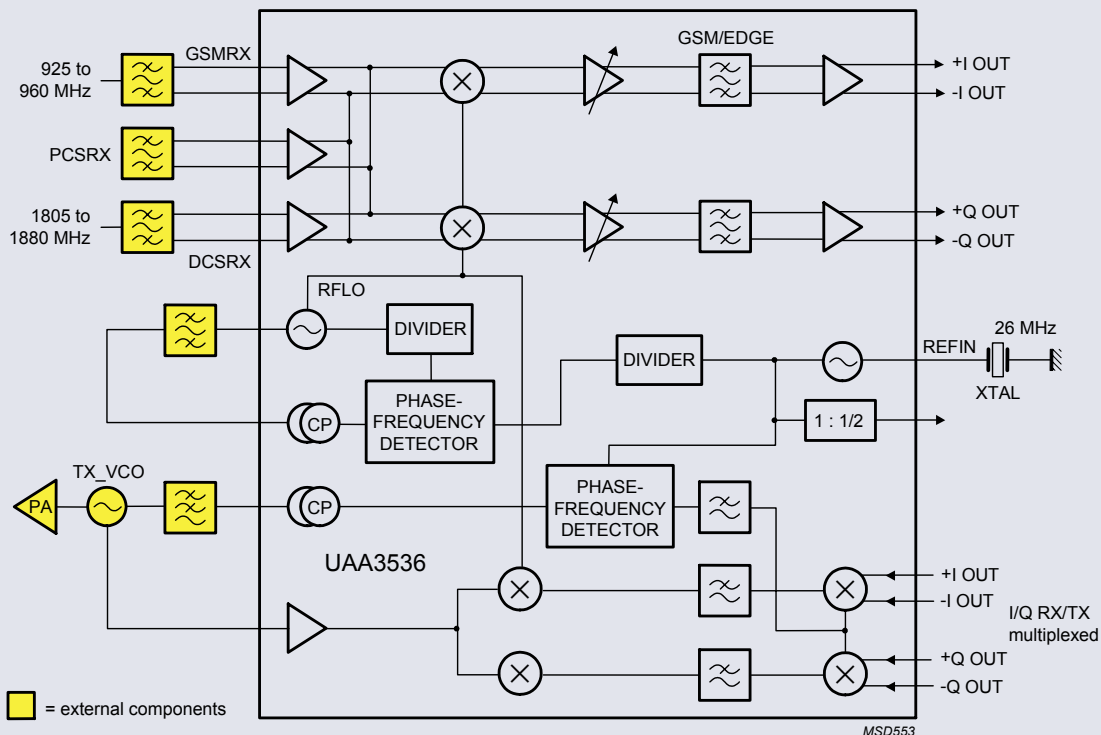 GSMRX
GSM/EDGE
925 to
960 MHz
+I OUT
-I OUT
PCSRX
1805 to
1880 MHz
+Q OUT
-Q OUT
DCSRX
RFLO
DIVIDER
DIVIDER
REFIN
26 MHz
XTAL
CP
PHASE-
FREQUENCY
DETECTOR
1 : 1/2
TX_VCO
PA
CP
PHASE-
FREQUENCY
DETECTOR
UAA3536
+I OUT
-I OUT
I/Q RX/TX
multiplexed
+Q OUT
-Q OUT
= external components
MSD553